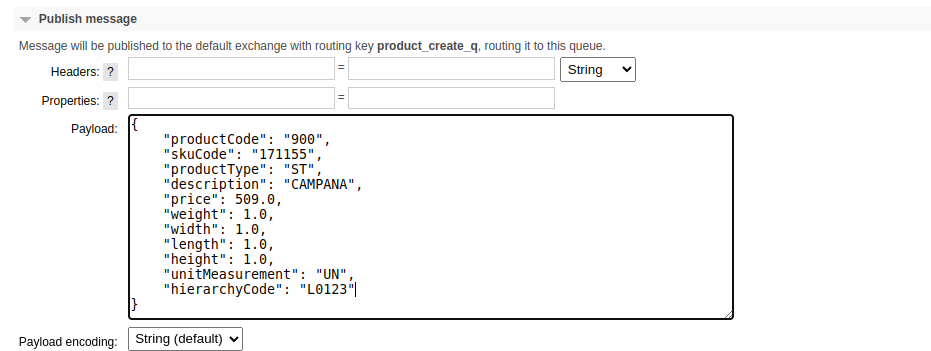 Publish message
Message will be published to the default exchange with routing key product_create_q, routing it to this queue.
Headers: ? = String
Properties: ? =
Payload: {
"productCode": "900",
"skuCode": "171155",
"productType": "ST",
"description": "CAMPANA",
"price": 509.0,
"weight": 1.0,
"width": 1.0,
"length": 1.0,
"height": 1.0,
"unitMeasurement": "UN",
"hierarchyCode": "L0123"
}
Payload encoding: String (default)